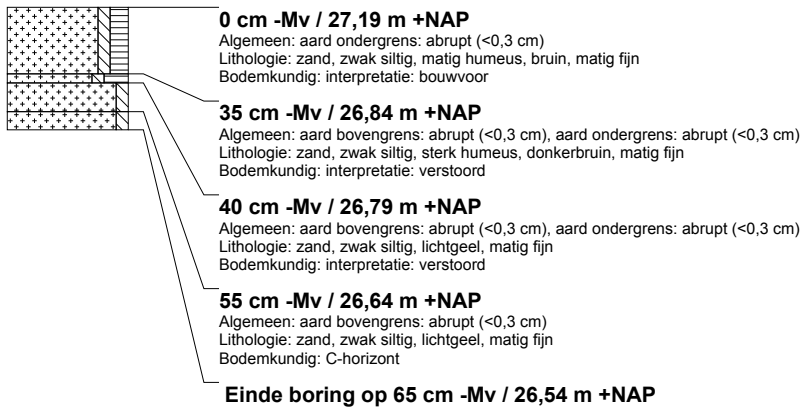 0 cm -Mv / 27,19 m +NAP
Algemeen: aard ondergrens: abrupt (<0,3 cm)
Lithologie: zand, zwak siltig, matig humeus, bruin, matig fijn
Bodemkundig: interpretatie: bouwvoor
35 cm -Mv / 26,84 m +NAP
Algemeen: aard bovengrens: abrupt (<0,3 cm), aard ondergrens: abrupt (<0,3 cm)
Lithologie: zand, zwak siltig, sterk humeus, donkerbruin, matig fijn
Bodemkundig: interpretatie: verstoord
40 cm -Mv / 26,79 m +NAP
Algemeen: aard bovengrens: abrupt (<0,3 cm), aard ondergrens: abrupt (<0,3 cm)
Lithologie: zand, zwak siltig, lichtgeel, matig fijn
Bodemkundig: interpretatie: verstoord
55 cm -Mv / 26,64 m +NAP
Algemeen: aard bovengrens: abrupt (<0,3 cm)
Lithologie: zand, zwak siltig, lichtgeel, matig fijn
Bodemkundig: C-horizont
Einde boring op 65 cm -Mv / 26,54 m +NAP